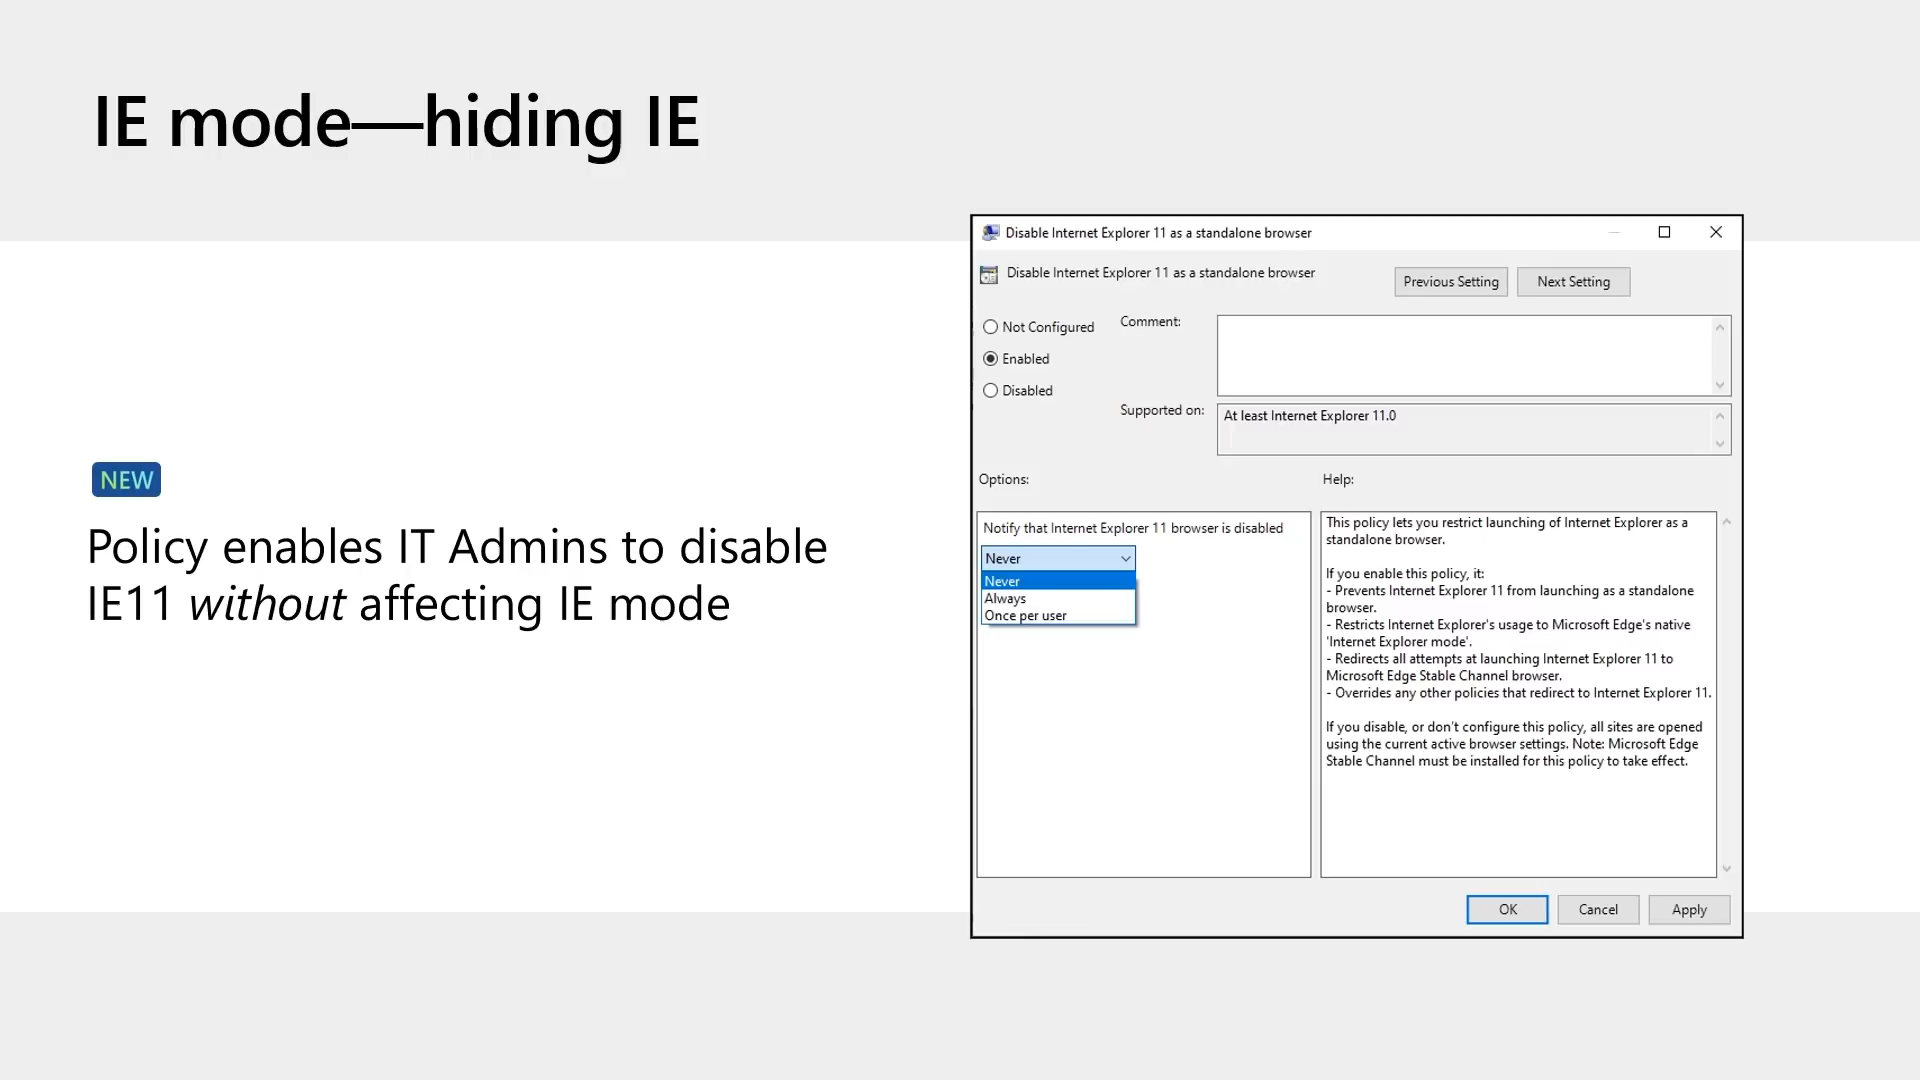 IE mode—hiding IE
NEW
Policy enables IT Admins to disable
IE11 without affecting IE mode
Disable Internet Explorer 11 as a standalone browser
Disable Internet Explorer 11 as a standalone browser
Previous Setting
Next Setting
Not Configured
Enabled
Disabled
Comment:
Supported on:
At least Internet Explorer 11.0
Options:
Help:
Notify that Internet Explorer 11 browser is disabled
Never
Never
Always
Once per user
This policy lets you restrict launching of Internet Explorer as a
standalone browser.
If you enable this policy, it:
- Prevents Internet Explorer 11 from launching as a standalone
browser.
- Restricts Internet Explorer's usage to Microsoft Edge's native
'Internet Explorer mode'.
- Redirects all attempts at launching Internet Explorer 11 to
Microsoft Edge Stable Channel browser.
- Overrides any other policies that redirect to Internet Explorer 11.
If you disable, or don't configure this policy, all sites are opened
using the current active browser settings. Note: Microsoft Edge
Stable Channel must be installed for this policy to take effect.
OK
Cancel
Apply